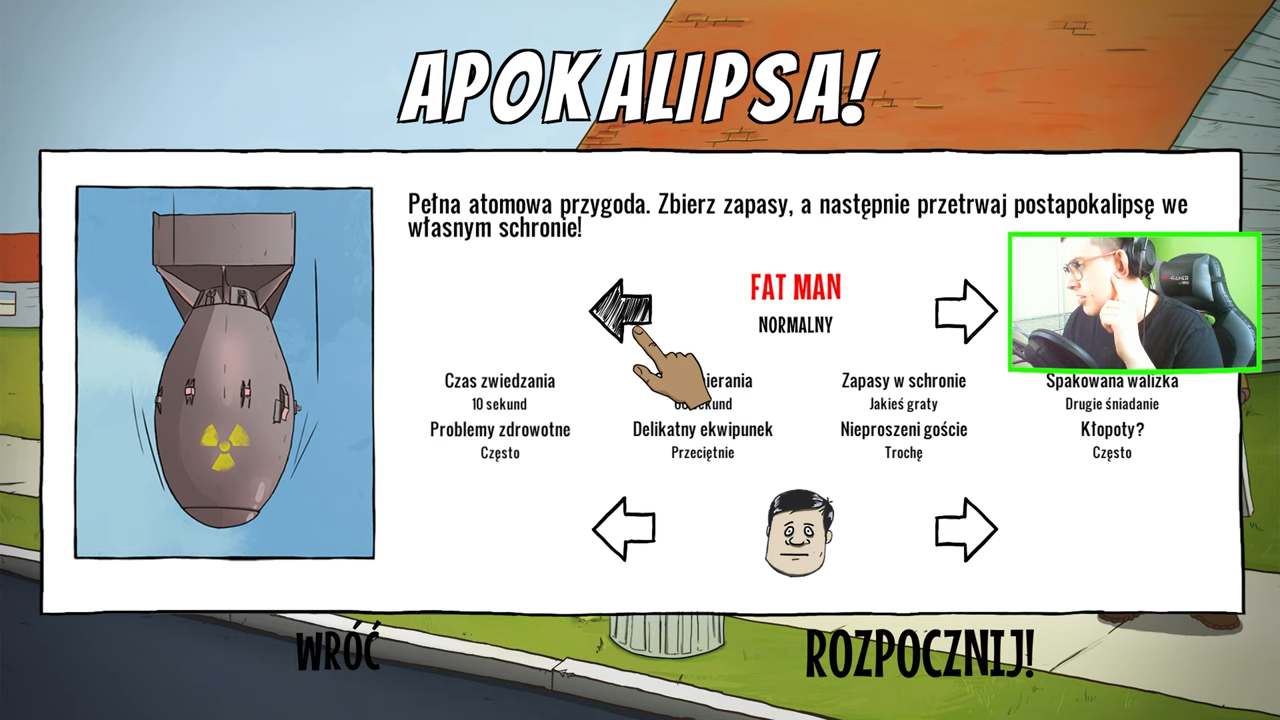 APOKALIPSA!
Pełna atomowa przygoda. Zbierz zapasy, a następnie przetrwaj postapokalipsę we
własnym schronie!
FAT MAN
NORMALNY
Czas zwiedzania
10 sekund
Zapasy w schronie
Jakieś graty
Spakowana walizka
Drugie śniadanie
Problemy zdrowotne
Często
Delikatny ekwipunek
Przeciętnie
Nieproszeni goście
Trochę
Kłopoty?
Często
WRÓĆ
ROZPOCZNIJ!